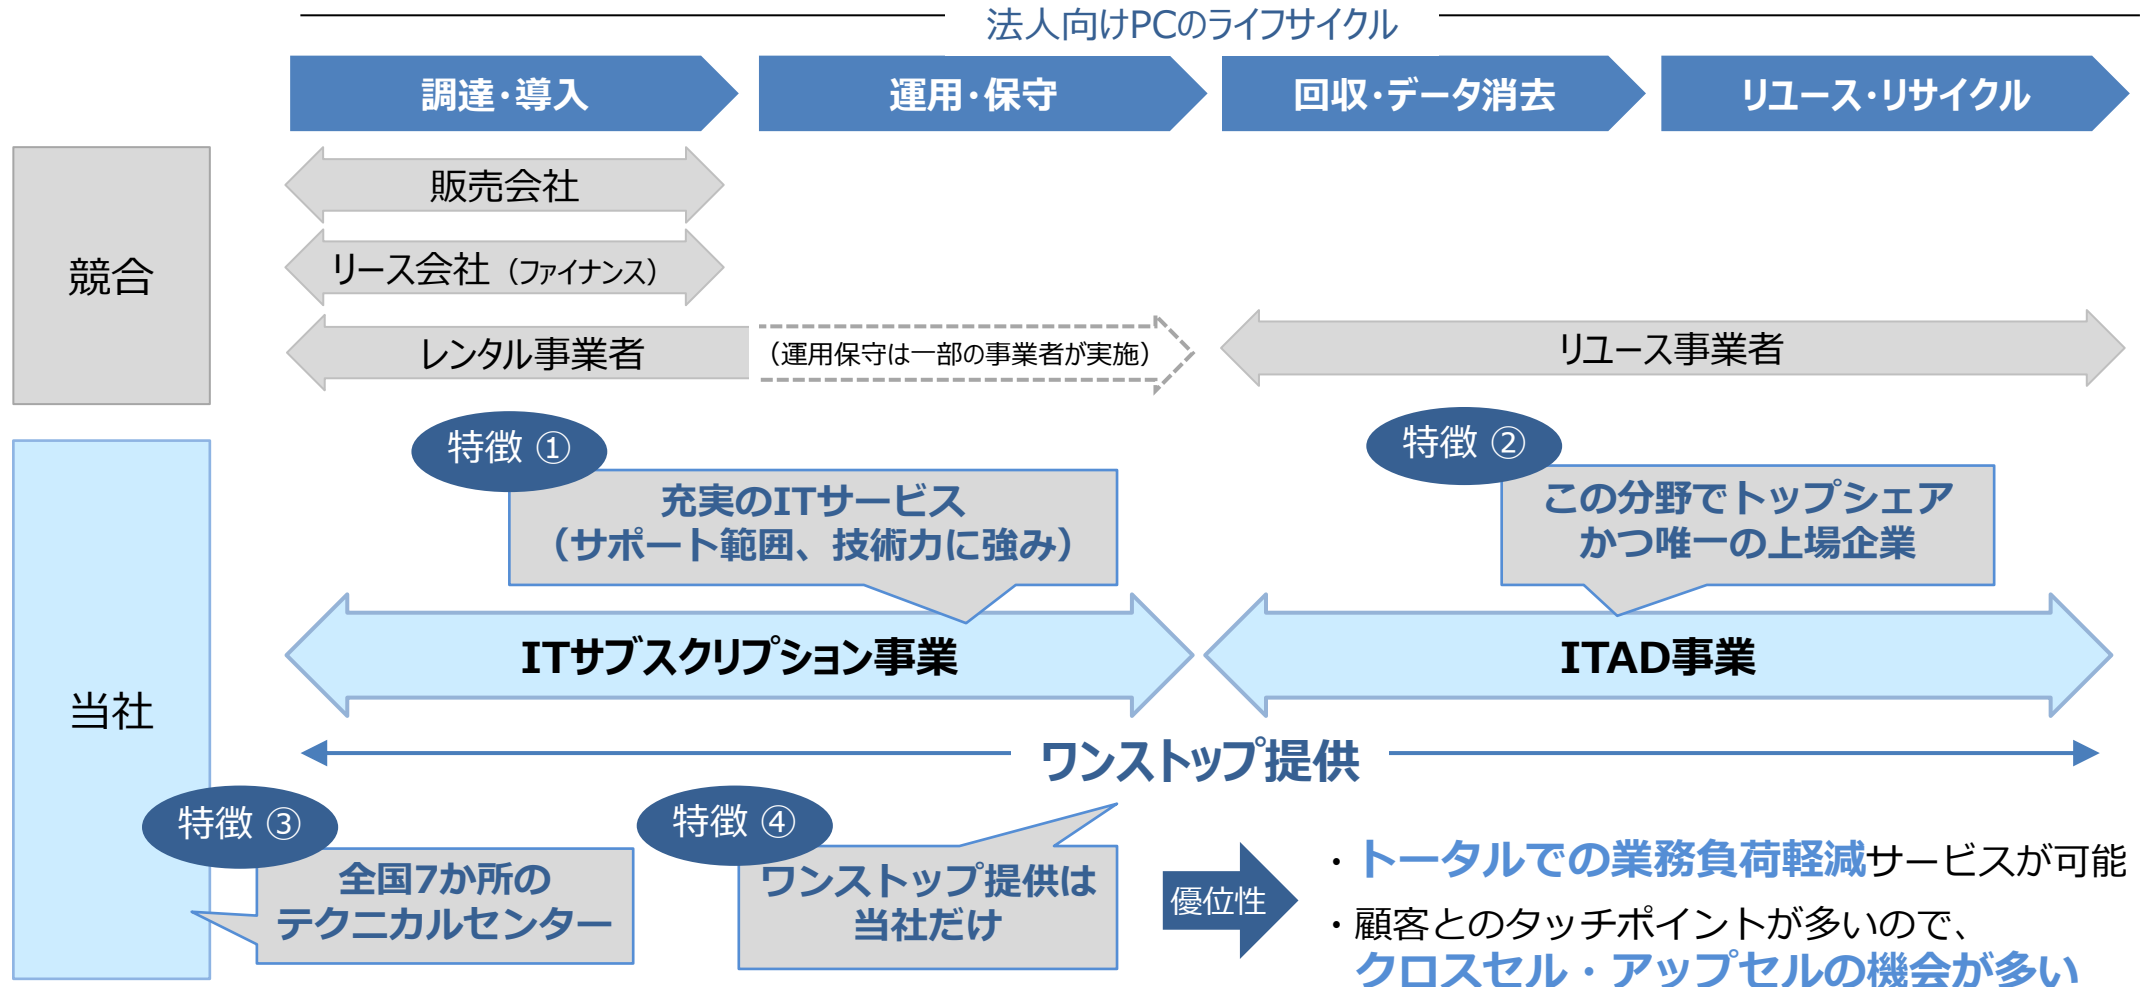 法人向けPCのライフサイクル
調達・導入
運用・保守
回収・データ消去
リユース・リサイクル
競合
販売会社
リース会社（ファイナンス）
レンタル事業者
（運用保守は一部の事業者が実施）
リユース事業者
当社
特徴 ①
充実のITサービス
（サポート範囲、技術力に強み）
特徴 ②
この分野でトップシェア
かつ唯一の上場企業
ITサブスクリプション事業
ITAD事業
ワンストップ提供
特徴 ③
全国7か所の
テクニカルセンター
特徴 ④
ワンストップ提供は
当社だけ
優位性
・トータルでの業務負荷軽減サービスが可能
・顧客とのタッチポイントが多いので、
クロスセル・アップセルの機会が多い